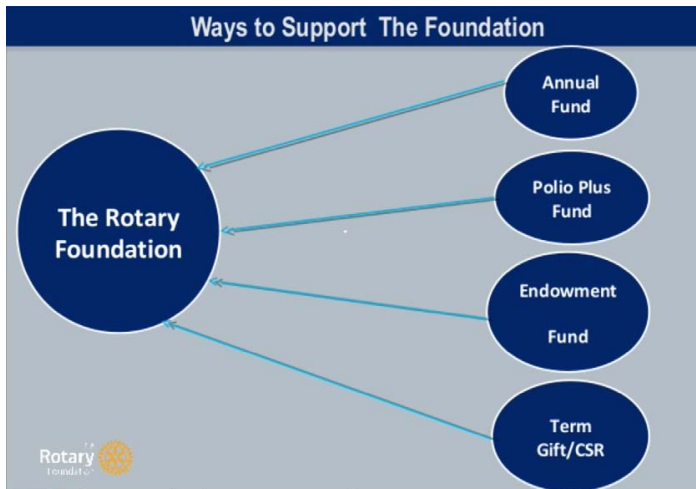 Ways to Support The Foundation
Annual
Fund
The Rotary
Foundation
Polio Plus
Fund
Endowment
Fund
Term
Gift/CSR
Rotary